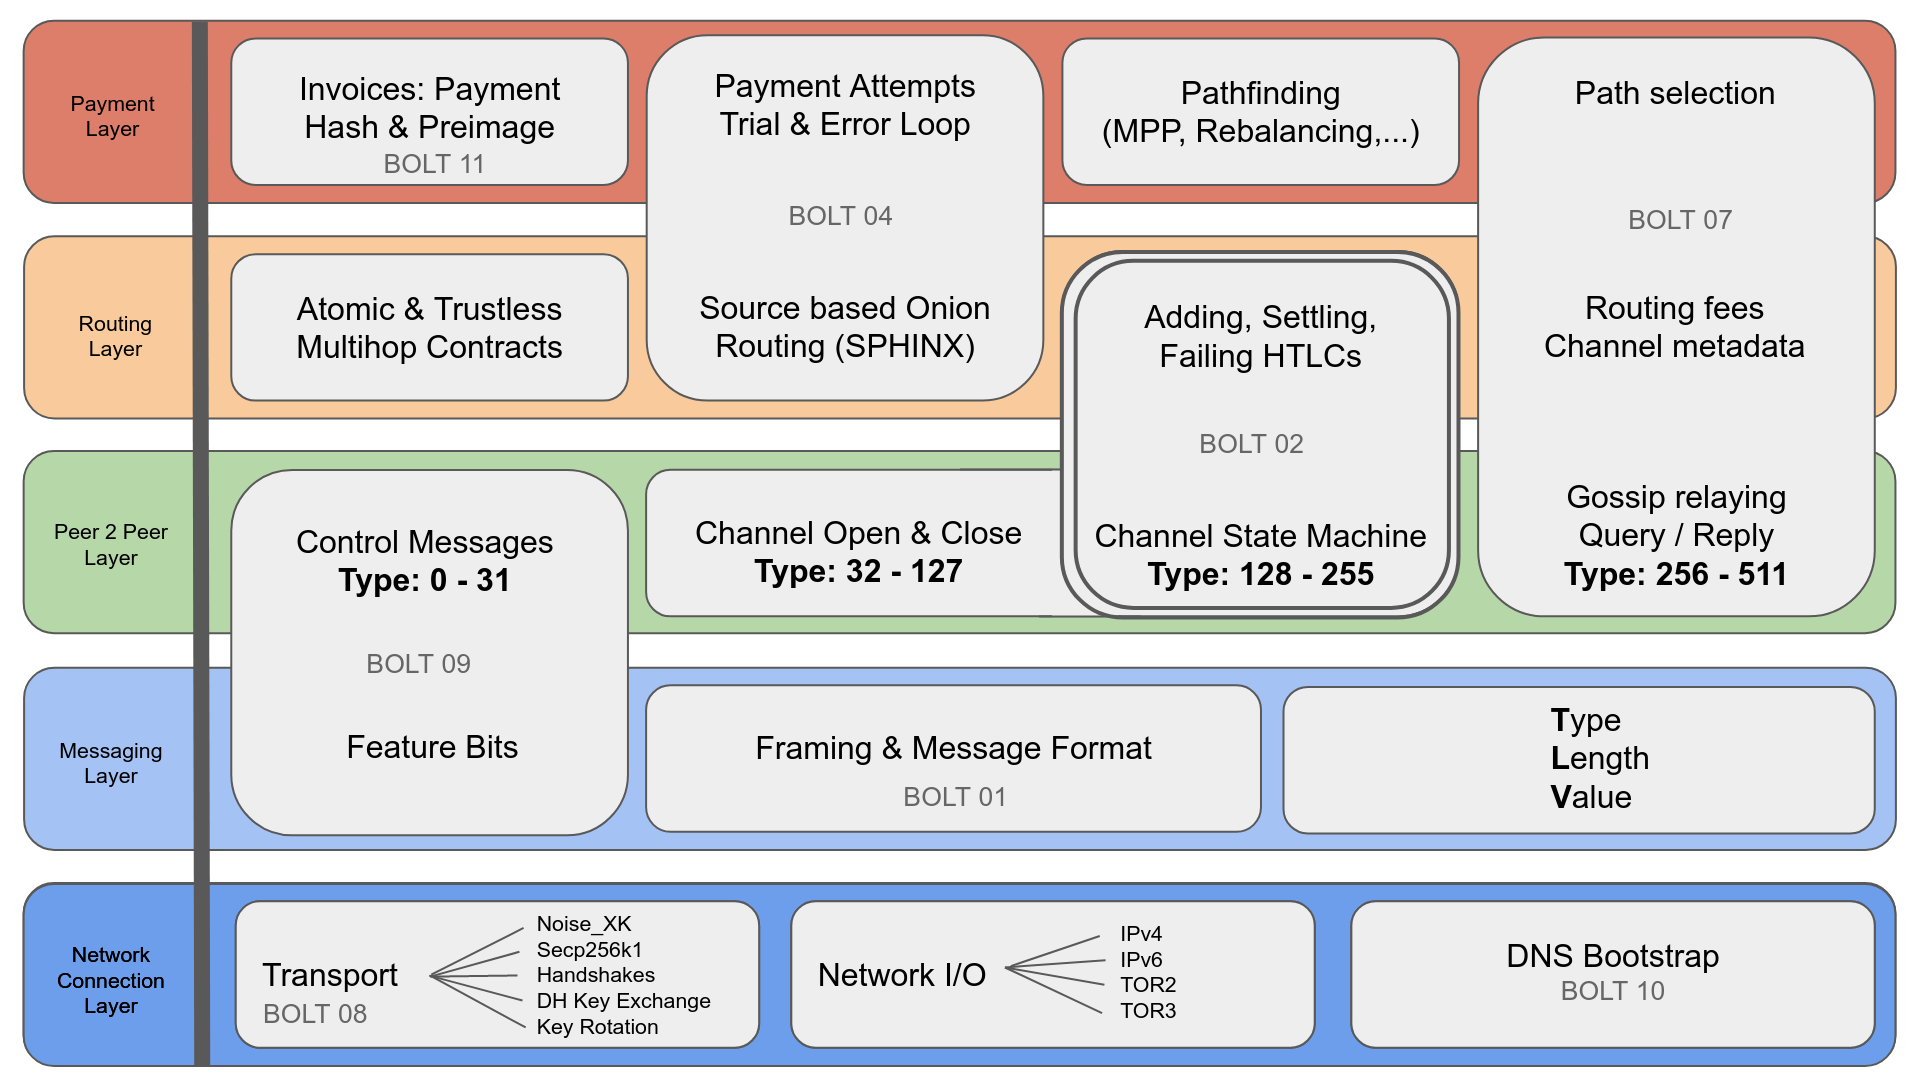 Payment
Layer
Invoices: Payment
Hash & Preimage
BOLT 11
Payment Attempts
Trial & Error Loop
BOLT 04
Source based Onion
Routing (SPHINX)
Pathfinding
(MPP, Rebalancing,...)
Path selection
BOLT 07
Routing fees
Channel metadata
Gossip relaying
Query / Reply
Type: 256 - 511
Routing
Layer
Atomic & Trustless
Multihop Contracts
Adding, Settling,
Failing HTLCs
BOLT 02
Channel State Machine
Type: 128 - 255
Peer 2 Peer
Layer
Control Messages
Type: 0 - 31
BOLT 09
Feature Bits
Channel Open & Close
Type: 32 - 127
Messaging
Layer
Framing & Message Format
BOLT 01
Type
Length
Value
Network
Connection
Layer
Transport
BOLT 08
Noise_XK
Secp256k1
Handshakes
DH Key Exchange
Key Rotation
Network I/O
IPv4
IPv6
TOR2
TOR3
DNS Bootstrap
BOLT 10